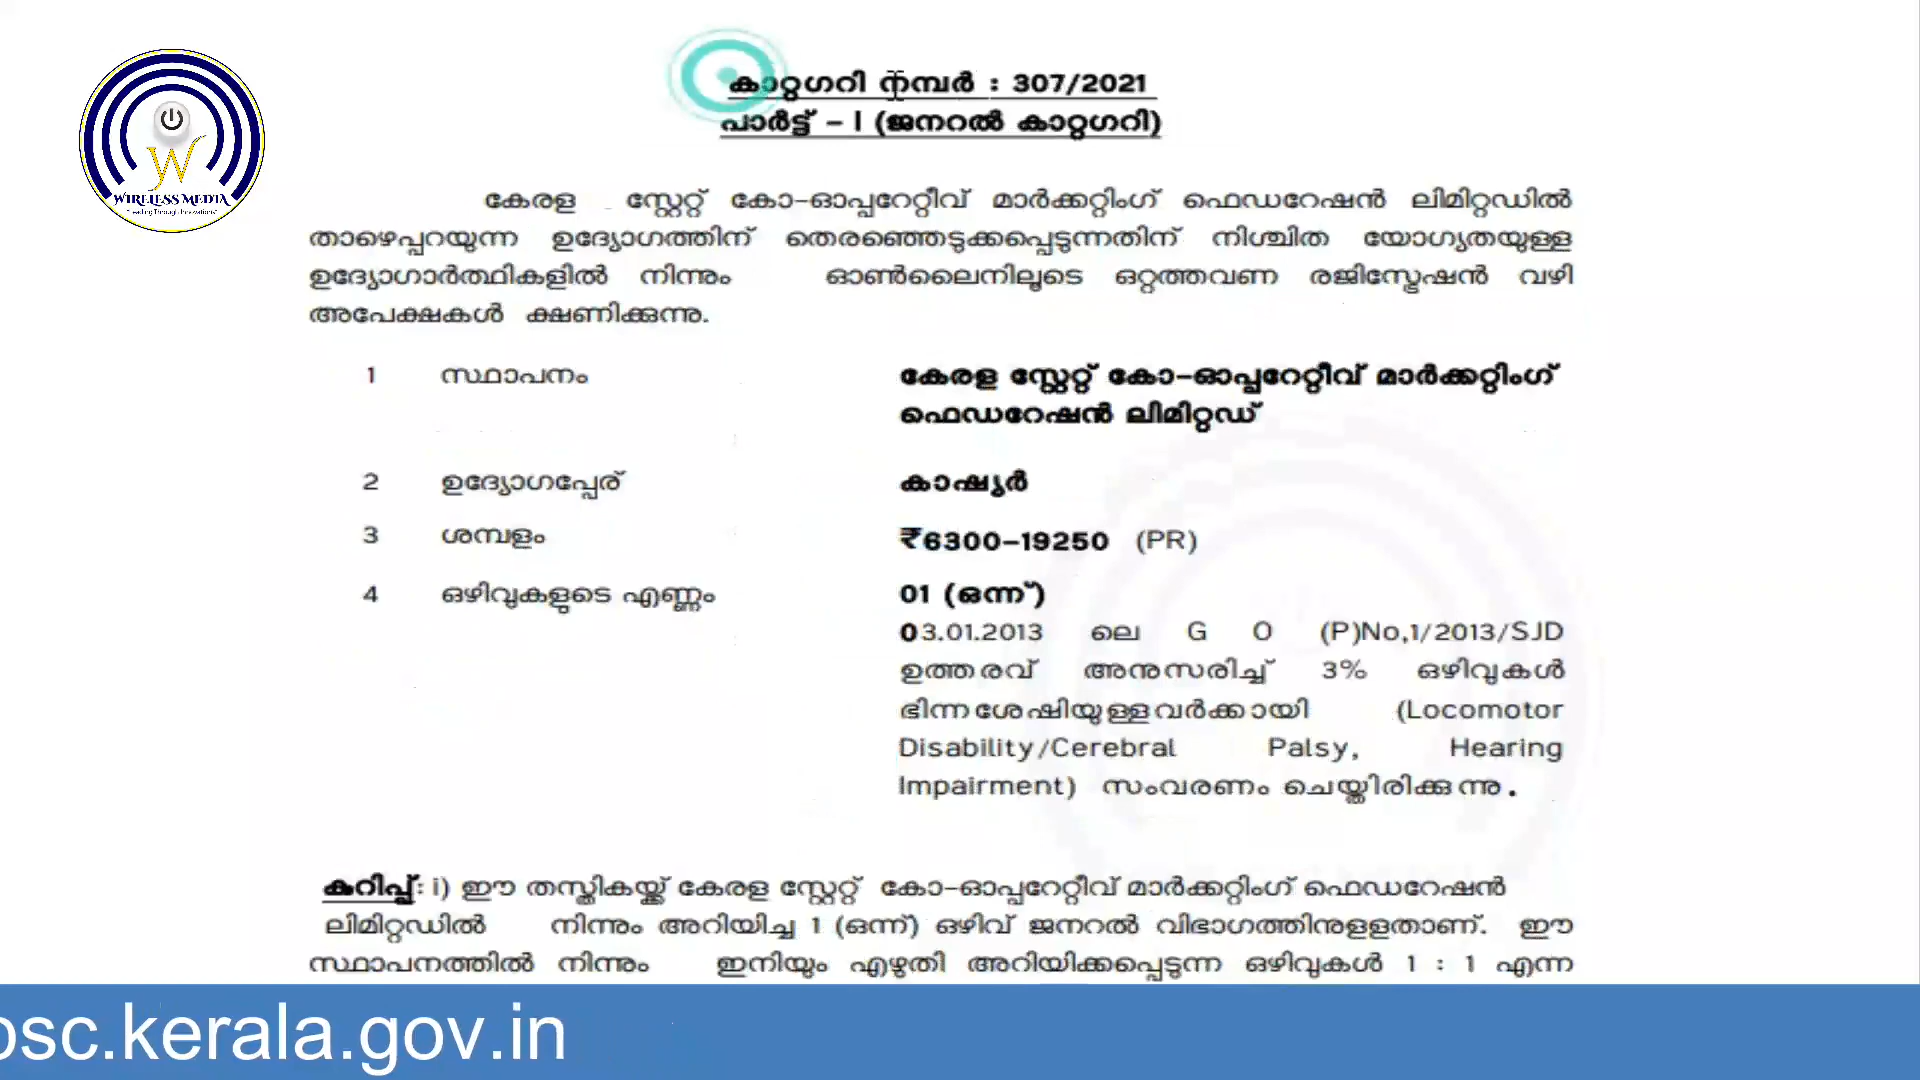 കാറ്റഗറി നമ്പർ : 307/2021
പാർട്ട് – I (ജനറൽ കാറ്റഗറി)
WIRELESS MEDIA
"Leading Through Innovations"
കേരള സ്റ്റേറ്റ് കോ-ഓപ്പറേറ്റീവ് മാർക്കറ്റിംഗ് ഫെഡറേഷൻ ലിമിറ്റഡിൽ
താഴെപ്പറയുന്ന ഉദ്യോഗത്തിന് തെരഞ്ഞെടുക്കപ്പെടുന്നതിന് നിശ്ചിത യോഗ്യതയുള്ള
ഉദ്യോഗാർത്ഥികളിൽ നിന്നും ഓൺലൈനിലൂടെ ഒറ്റത്തവണ രജിസ്ട്രേഷൻ വഴി
അപേക്ഷകൾ ക്ഷണിക്കുന്നു.
1 സ്ഥാപനം കേരള സ്റ്റേറ്റ് കോ-ഓപ്പറേറ്റീവ് മാർക്കറ്റിംഗ്
ഫെഡറേഷൻ ലിമിറ്റഡ്
2 ഉദ്യോഗപ്പേര് കാഷ്യർ
3 ശമ്പളം ₹6300-19250 (PR)
4 ഒഴിവുകളുടെ എണ്ണം 01 (ഒന്ന്)
03.01.2013 ലെ G O (P)No,1/2013/SJD
ഉത്തരവ് അനുസരിച്ച് 3% ഒഴിവുകൾ
ഭിന്നശേഷിയുള്ളവർക്കായി (Locomotor
Disability/Cerebral Palsy, Hearing
Impairment) സംവരണം ചെയ്തിരിക്കുന്നു.
കുറിപ്പ്: i) ഈ തസ്തികയ്ക്ക് കേരള സ്റ്റേറ്റ് കോ-ഓപ്പറേറ്റീവ് മാർക്കറ്റിംഗ് ഫെഡറേഷൻ
ലിമിറ്റഡിൽ നിന്നും അറിയിച്ച 1 (ഒന്ന്) ഒഴിവ് ജനറൽ വിഭാഗത്തിനുളളതാണ്. ഈ
സ്ഥാപനത്തിൽ നിന്നും ഇനിയും എഴുതി അറിയിക്കപ്പെടുന്ന ഒഴിവുകൾ 1 : 1 എന്ന
psc.kerala.gov.in